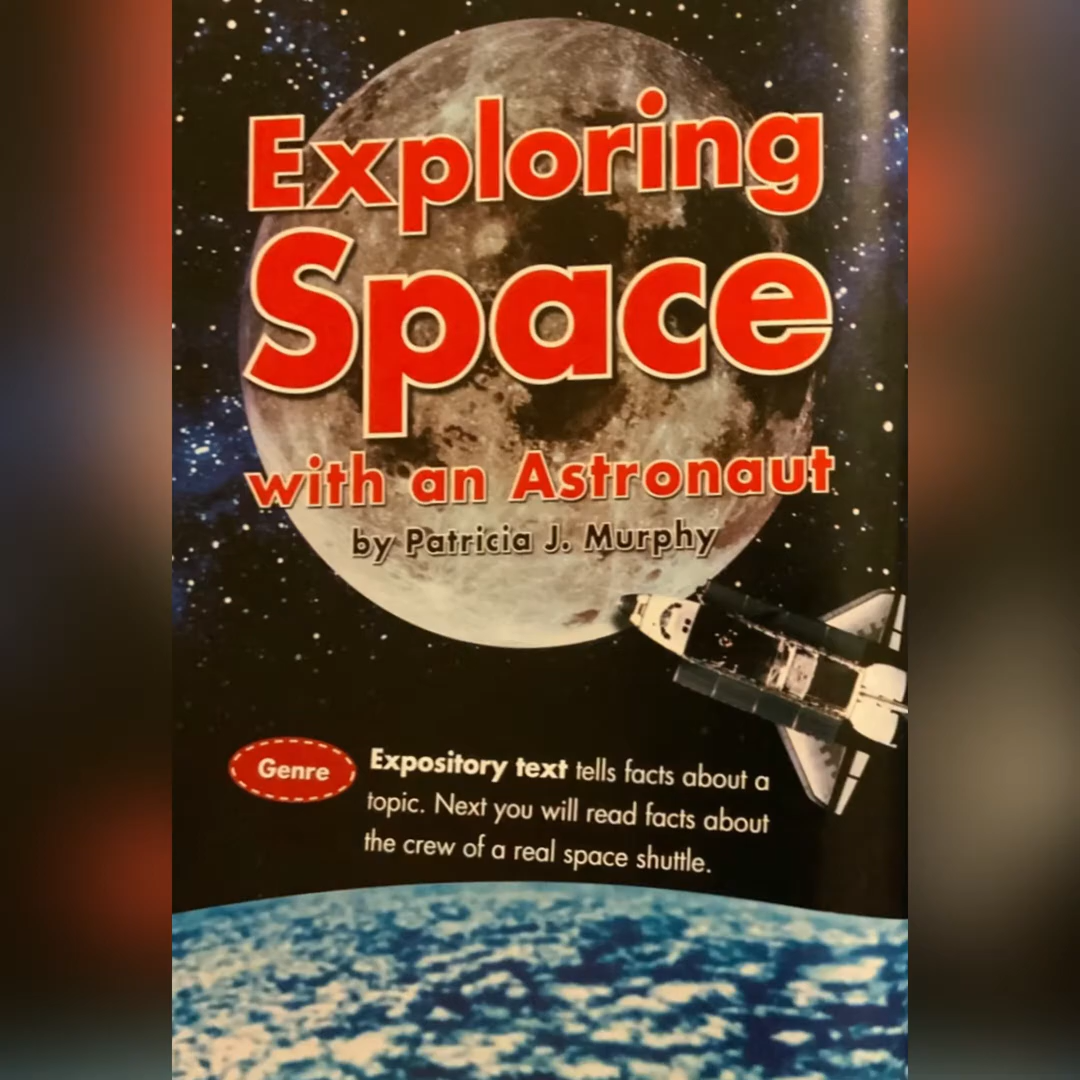 Exploring
Space
with an Astronaut
by Patricia J. Murphy
Genre
Expository text tells facts about a
topic. Next you will read facts about
the crew of a real space shuttle.